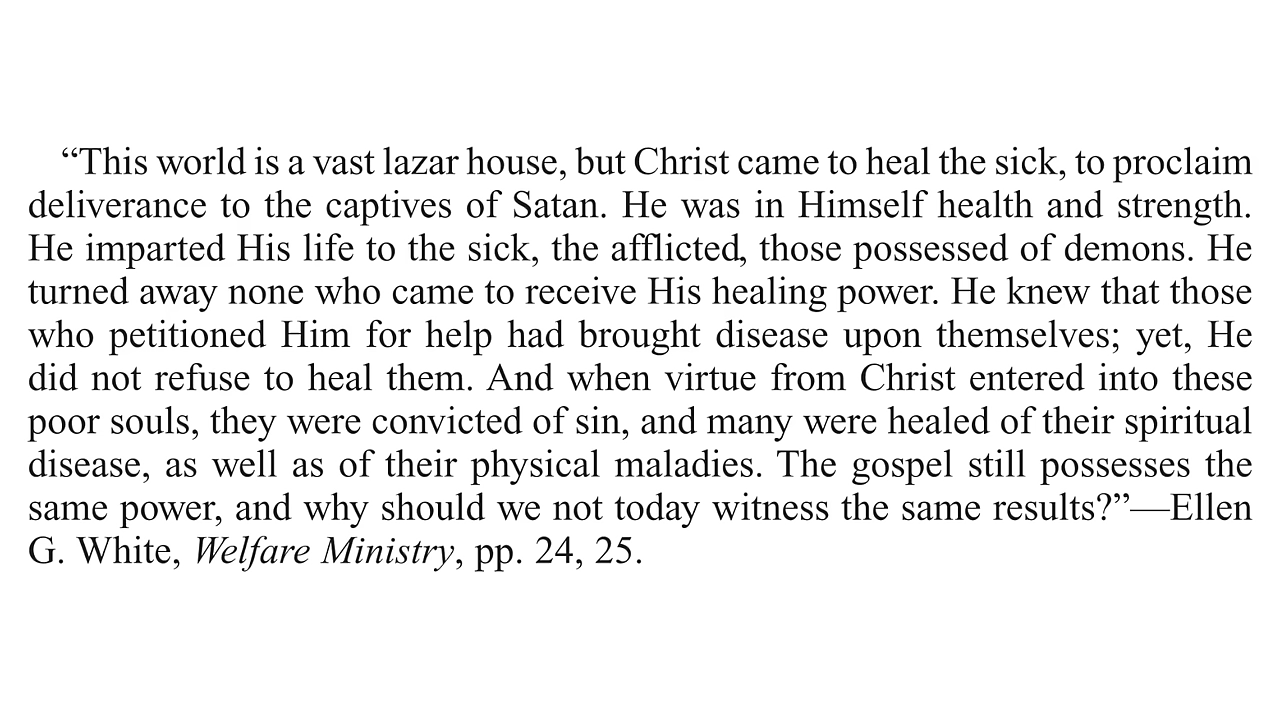 “This world is a vast lazar house, but Christ came to heal the sick, to proclaim
deliverance to the captives of Satan. He was in Himself health and strength.
He imparted His life to the sick, the afflicted, those possessed of demons. He
turned away none who came to receive His healing power. He knew that those
who petitioned Him for help had brought disease upon themselves; yet, He
did not refuse to heal them. And when virtue from Christ entered into these
poor souls, they were convicted of sin, and many were healed of their spiritual
disease, as well as of their physical maladies. The gospel still possesses the
same power, and why should we not today witness the same results?”—Ellen
G. White, Welfare Ministry, pp. 24, 25.